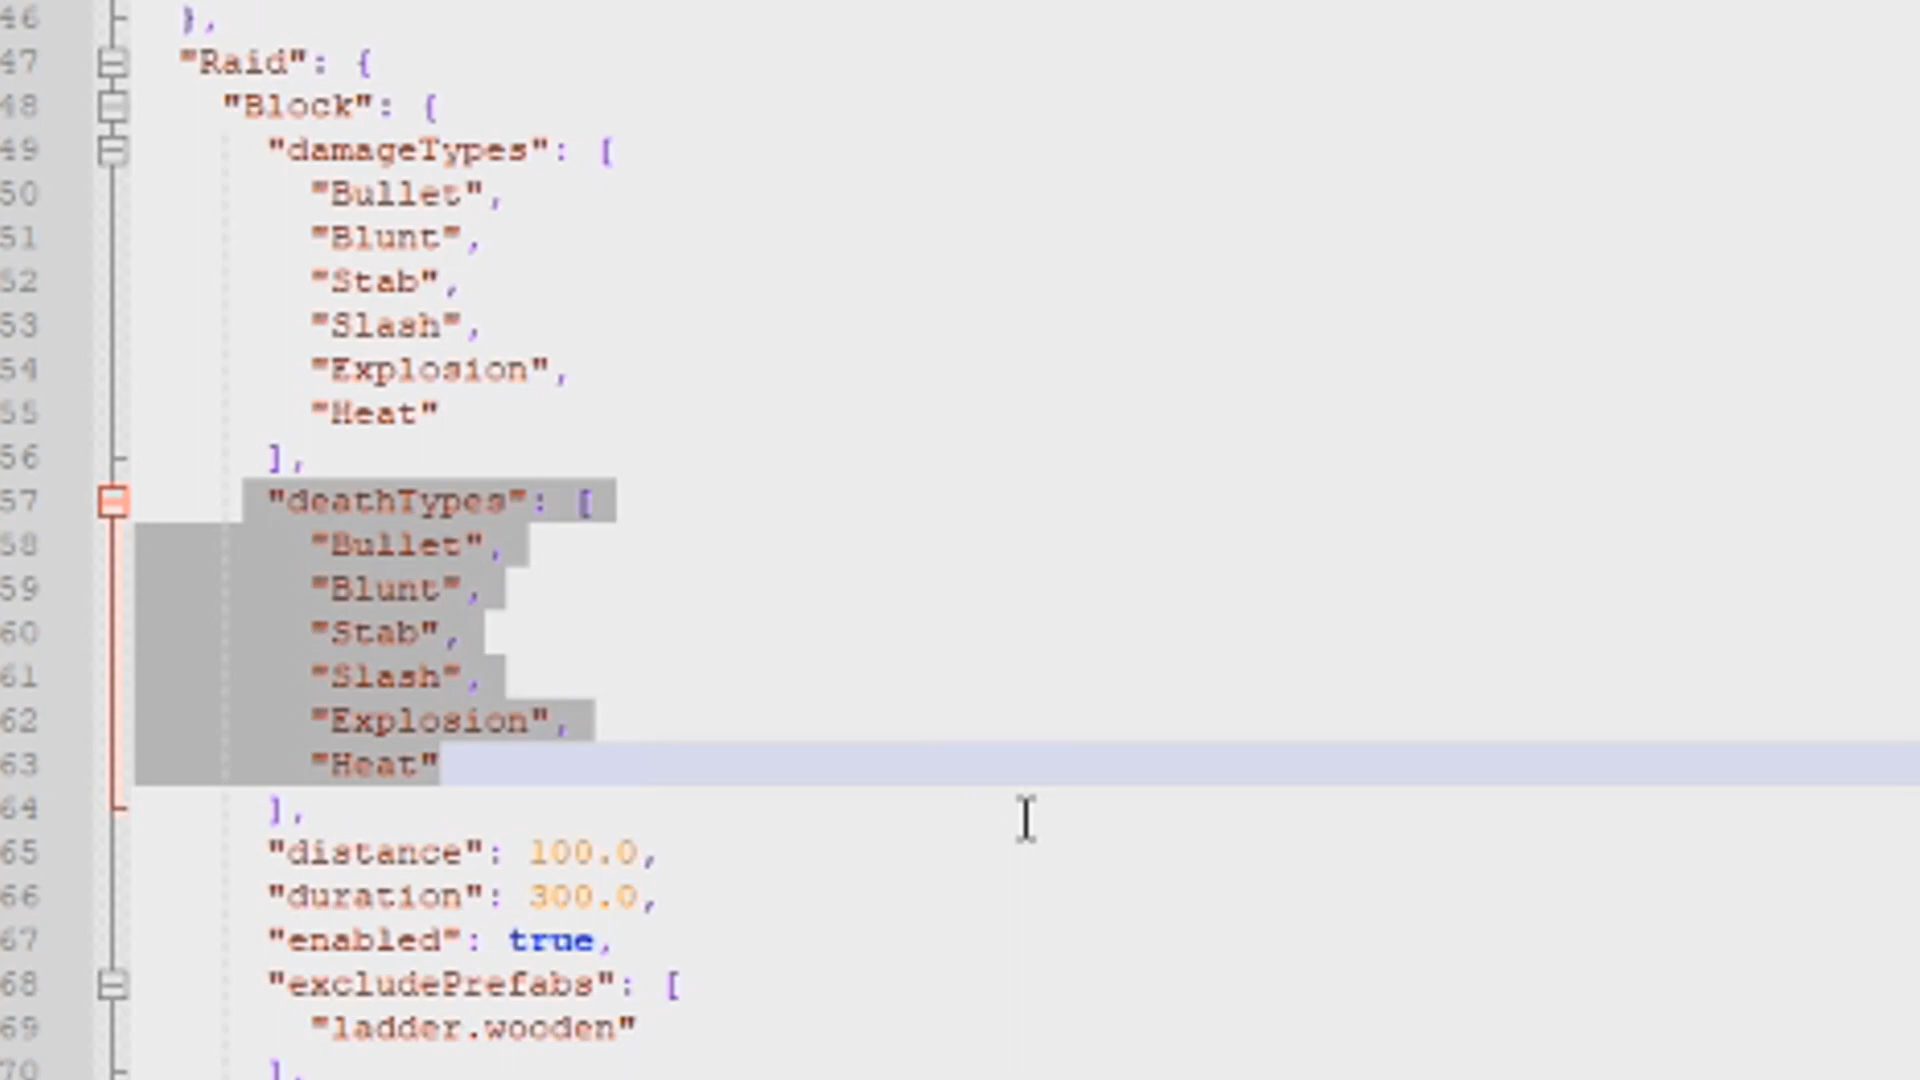 46 },
47 "Raid": {
48 "Block": {
49 "damageTypes": [
50 "Bullet",
51 "Blunt",
52 "Stab",
53 "Slash",
54 "Explosion",
55 "Heat"
56 ],
57 "deathTypes": [
58 "Bullet",
59 "Blunt",
60 "Stab",
61 "Slash",
62 "Explosion",
63 "Heat"
64 ],
65 "distance": 100.0,
66 "duration": 300.0,
67 "enabled": true,
68 "excludePrefabs": [
69 "ladder.wooden"
70 ],